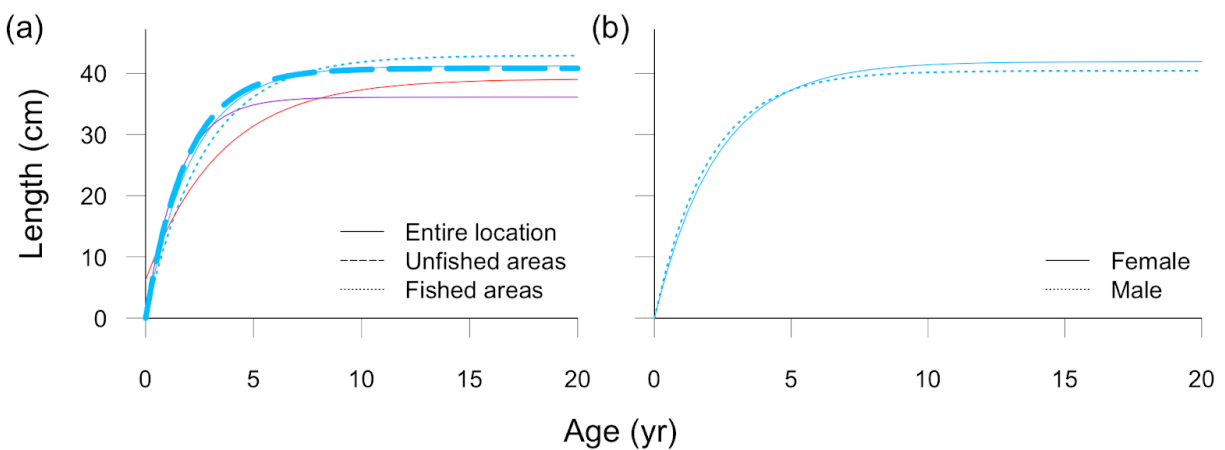 (a)
(b)
Length (cm)
40
30
20
10
0
Entire location
Unfished areas
Fished areas
Female
Male
0 5 10 15 20
0 5 10 15 20
Age (yr)